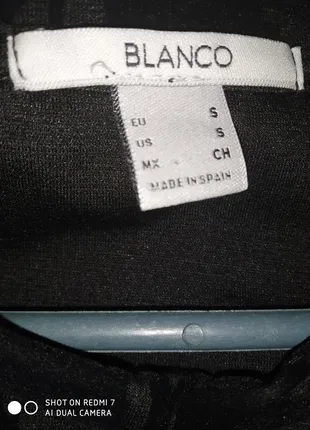 BLANCO
EU S
US S
MX CH
MADE IN SPAIN
SHOT ON REDMI 7
AI DUAL CAMERA